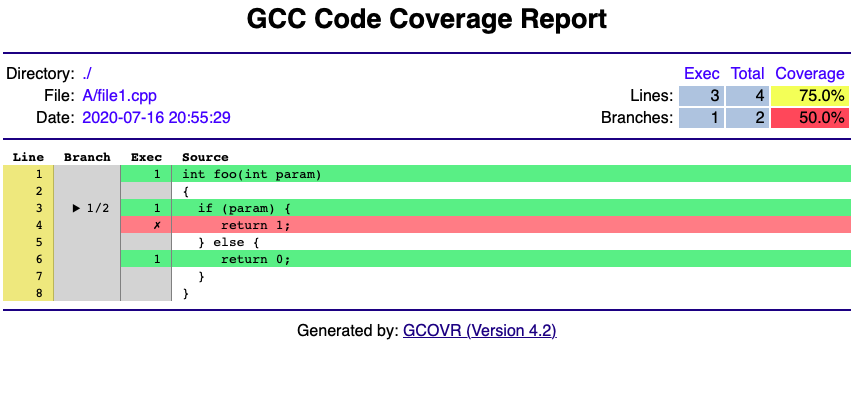 GCC Code Coverage Report
Directory: ./
File: A/file1.cpp
Date: 2020-07-16 20:55:29
Exec Total Coverage
Lines: 3 4 75.0%
Branches: 1 2 50.0%
Line Branch Exec Source
1 1 int foo(int param)
2 {
3 ▶ 1/2 1 if (param) {
4 ✗ return 1;
5 } else {
6 1 return 0;
7 }
8 }
Generated by: GCOVR (Version 4.2)